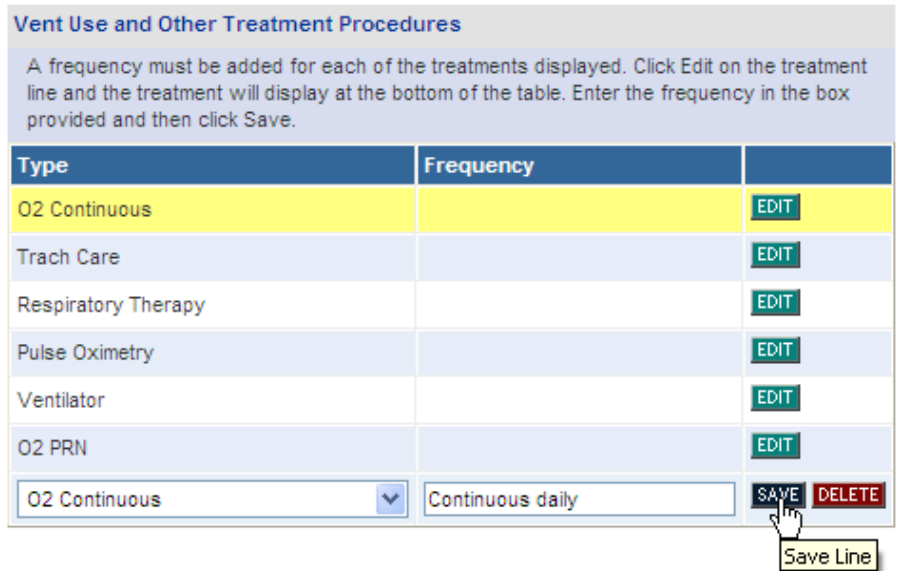 Vent Use and Other Treatment Procedures
A frequency must be added for each of the treatments displayed. Click Edit on the treatment
line and the treatment will display at the bottom of the table. Enter the frequency in the box
provided and then click Save.
Type Frequency
O2 Continuous EDIT
Trach Care EDIT
Respiratory Therapy EDIT
Pulse Oximetry EDIT
Ventilator EDIT
O2 PRN EDIT
O2 Continuous Continuous daily SAVE DELETE
Save Line